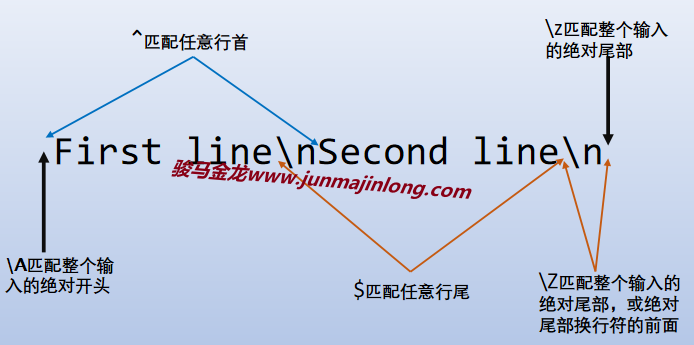 ^匹配任意行首
\z匹配整个输入
的绝对尾部
First line\nSecond line\n
骏马金龙www.junmajinlong.com
\A匹配整个输
入的绝对开头
$匹配任意行尾
\Z匹配整个输入的
绝对尾部，或绝对
尾部换行符的前面